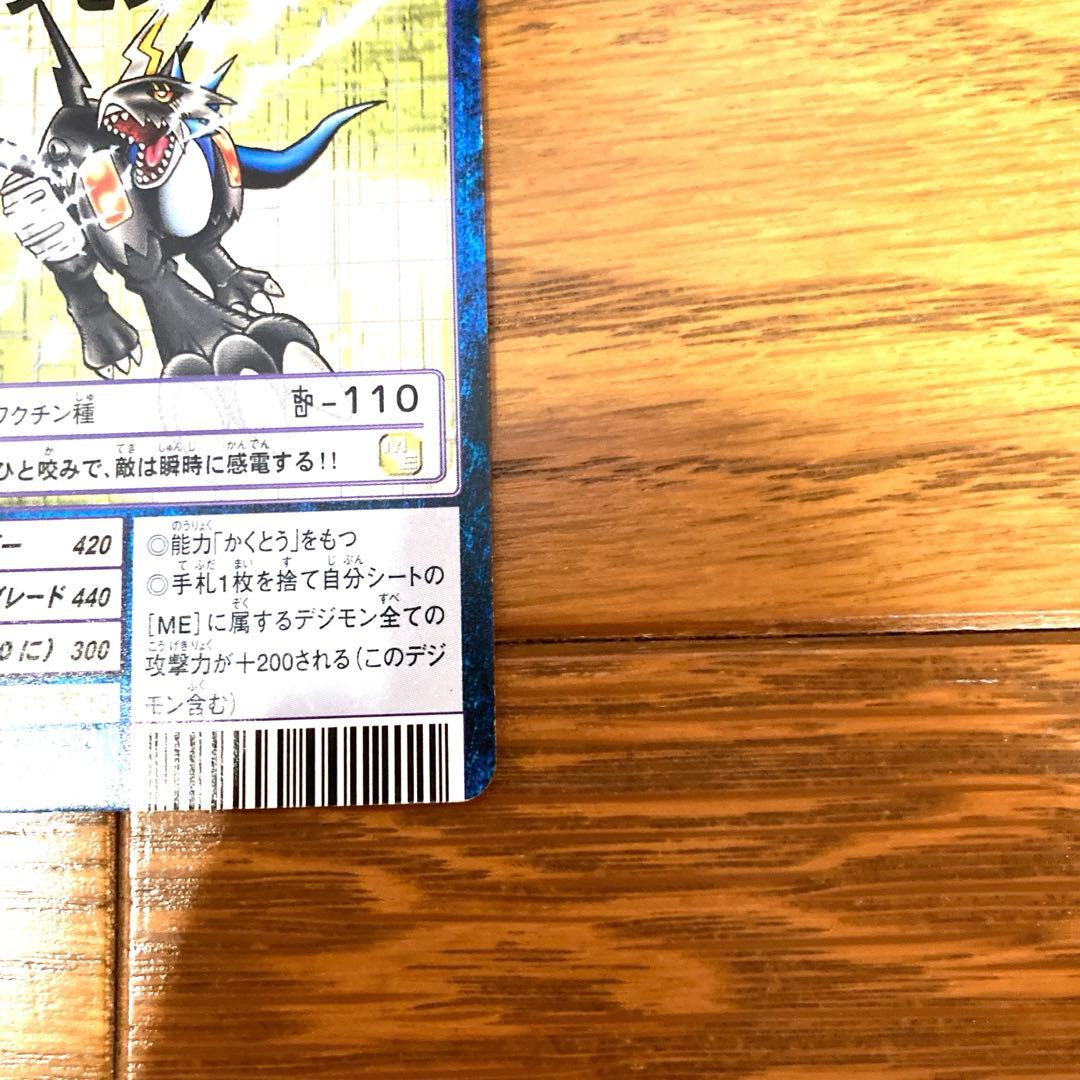 ワクチン種
-110
ひと咬みで、敵は瞬時に感電する!!
420
ブレード 440
に) 300
◎能力「かくとう」をもつ
◎手札1枚を捨て自分シートの
[ME]に属するデジモン全ての
攻撃力が＋200される(このデジ
モン含む)